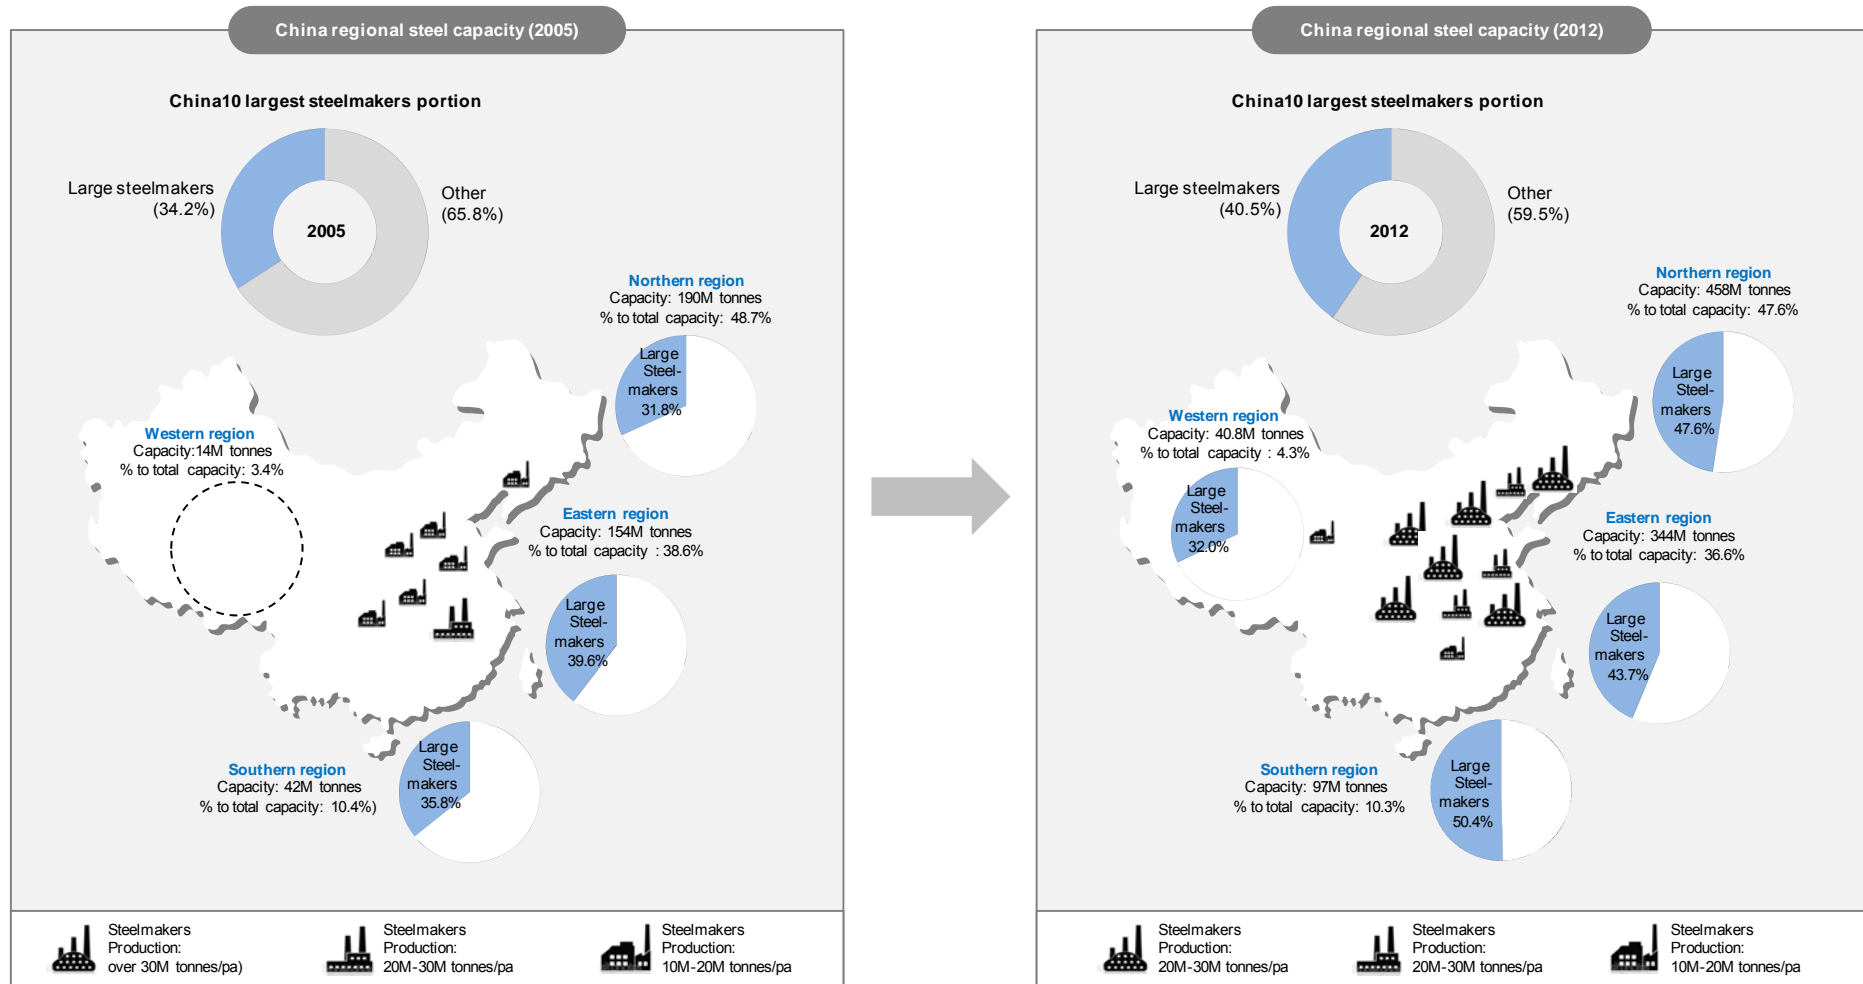 China regional steel capacity (2005)
China10 largest steelmakers portion
Large steelmakers
(34.2%)
Other
(65.8%)
2005
Northern region
Capacity: 190M tonnes
% to total capacity: 48.7%
Large
Steel-
makers
31.8%
Western region
Capacity:14M tonnes
% to total capacity: 3.4%
Eastern region
Capacity: 154M tonnes
% to total capacity : 38.6%
Large
Steel-
makers
39.6%
Southern region
Capacity: 42M tonnes
% to total capacity: 10.4%)
Large
Steel-
makers
35.8%
Steelmakers
Production:
over 30M tonnes/pa)
Steelmakers
Production:
20M-30M tonnes/pa
Steelmakers
Production:
10M-20M tonnes/pa
China regional steel capacity (2012)
China10 largest steelmakers portion
Large steelmakers
(40.5%)
Other
(59.5%)
2012
Northern region
Capacity: 458M tonnes
% to total capacity: 47.6%
Large
Steel-
makers
47.6%
Western region
Capacity: 40.8M tonnes
% to total capacity : 4.3%
Large
Steel-
makers
32.0%
Eastern region
Capacity: 344M tonnes
% to total capacity: 36.6%
Large
Steel-
makers
43.7%
Southern region
Capacity: 97M tonnes
% to total capacity: 10.3%
Large
Steel-
makers
50.4%
Steelmakers
Production:
20M-30M tonnes/pa
Steelmakers
Production:
20M-30M tonnes/pa
Steelmakers
Production:
10M-20M tonnes/pa